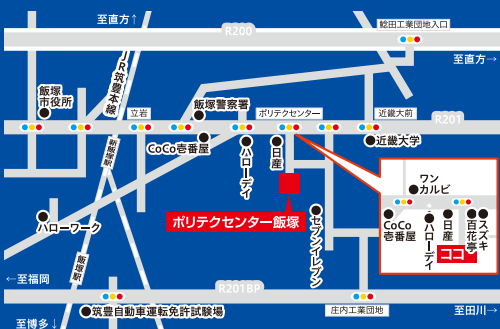 至直方↑
R200
鯰田工業団地入口
至直方→
JR筑豊本線
飯塚
市役所
飯塚警察署
立岩
ポリテクセンター
近畿大前
R201
新飯塚駅
CoCo壱番屋
ハローデイ
日産
近畿大学
ワン
カルビ
ハローワーク
ポリテクセンター飯塚
セブンイレブン
CoCo
壱番屋
ハローデイ
日産
百花亭
スズキ
ココ
飯塚駅
←至福岡
R201BP
筑豊自動車運転免許試験場
庄内工業団地
至博多↓
至田川→